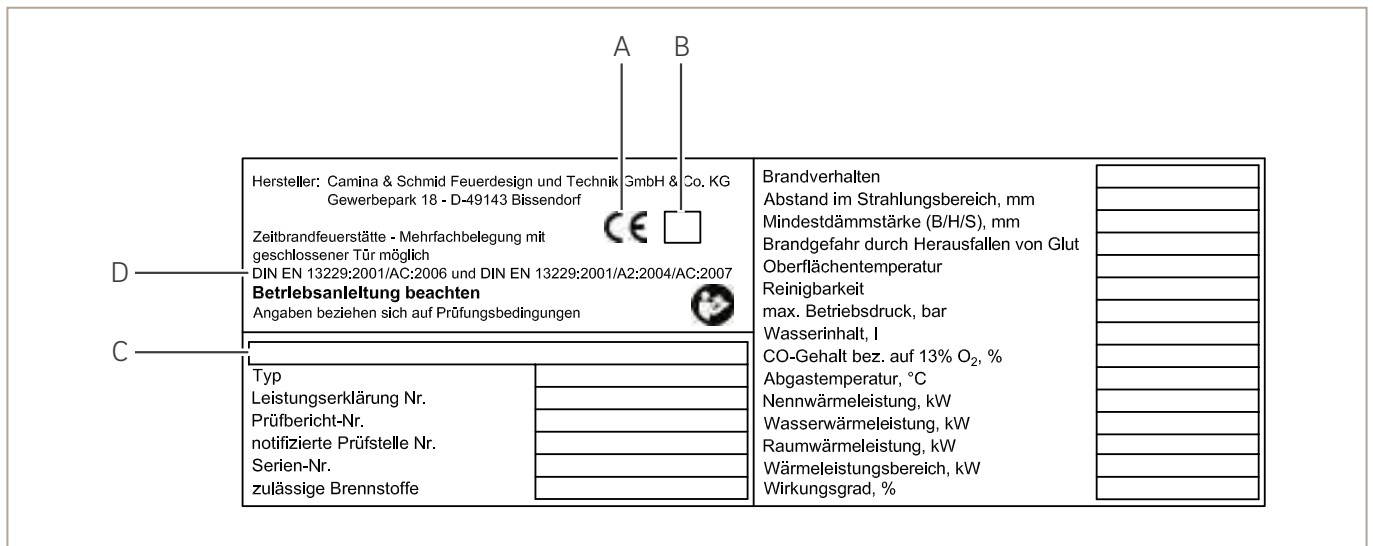 A
B
Hersteller: Camina & Schmid Feuerdesign und Technik GmbH & Co. KG
Gewerbepark 18 - D-49143 Bissendorf
CE
Zeitbrandfeuerstätte - Mehrfachbelegung mit
geschlossener Tür möglich
D
DIN EN 13229:2001/AC:2006 und DIN EN 13229:2001/A2:2004/AC:2007
Betriebsanleitung beachten
Angaben beziehen sich auf Prüfungsbedingungen
C
Typ
Leistungserklärung Nr.
Prüfbericht-Nr.
notifizierte Prüfstelle Nr.
Serien-Nr.
zulässige Brennstoffe
Brandverhalten
Abstand im Strahlungsbereich, mm
Mindestdämmstärke (B/H/S), mm
Brandgefahr durch Herausfallen von Glut
Oberflächentemperatur
Reinigbarkeit
max. Betriebsdruck, bar
Wasserinhalt, l
CO-Gehalt bez. auf 13% O₂, %
Abgastemperatur, °C
Nennwärmeleistung, kW
Wasserwärmeleistung, kW
Raumwärmeleistung, kW
Wärmeleistungsbereich, kW
Wirkungsgrad, %